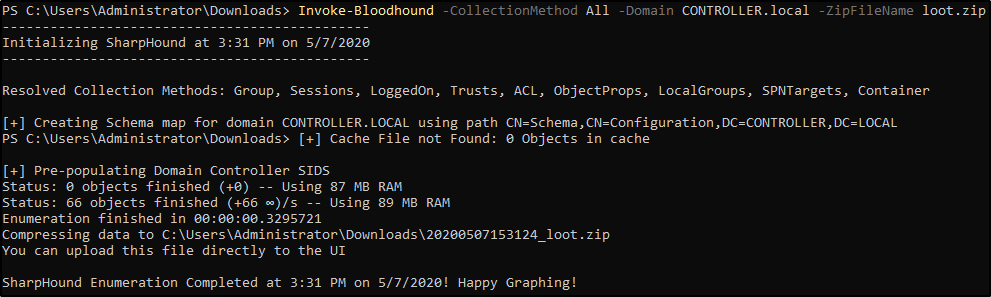 PS C:\Users\Administrator\Downloads> Invoke-Bloodhound -CollectionMethod All -Domain CONTROLLER.local -ZipFileName loot.zip
----------------------------------------------
Initializing SharpHound at 3:31 PM on 5/7/2020
----------------------------------------------
Resolved Collection Methods: Group, Sessions, LoggedOn, Trusts, ACL, ObjectProps, LocalGroups, SPNTargets, Container
[+] Creating Schema map for domain CONTROLLER.LOCAL using path CN=Schema,CN=Configuration,DC=CONTROLLER,DC=LOCAL
PS C:\Users\Administrator\Downloads> [+] Cache File not Found: 0 Objects in cache
[+] Pre-populating Domain Controller SIDS
Status: 0 objects finished (+0) -- Using 87 MB RAM
Status: 66 objects finished (+66 ∞)/s -- Using 89 MB RAM
Enumeration finished in 00:00:00.3295721
Compressing data to C:\Users\Administrator\Downloads\20200507153124_loot.zip
You can upload this file directly to the UI
SharpHound Enumeration Completed at 3:31 PM on 5/7/2020! Happy Graphing!